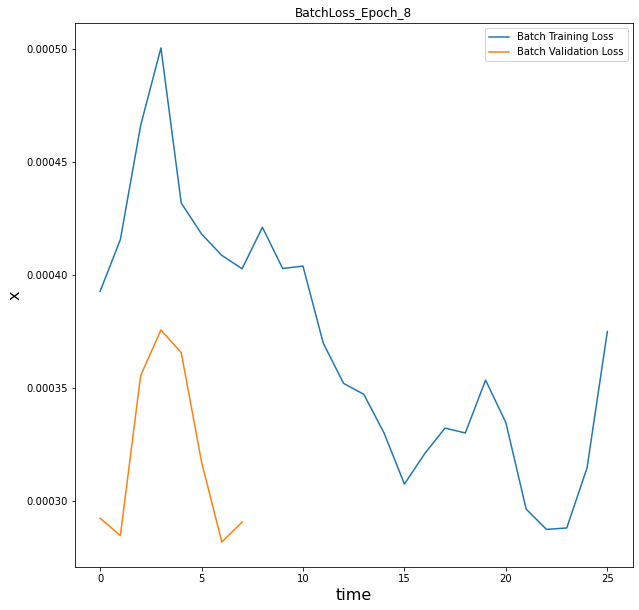 BatchLoss_Epoch_8
Batch Training Loss
Batch Validation Loss
0.00050
0.00045
0.00040
0.00035
0.00030
x
0 5 10 15 20 25
time